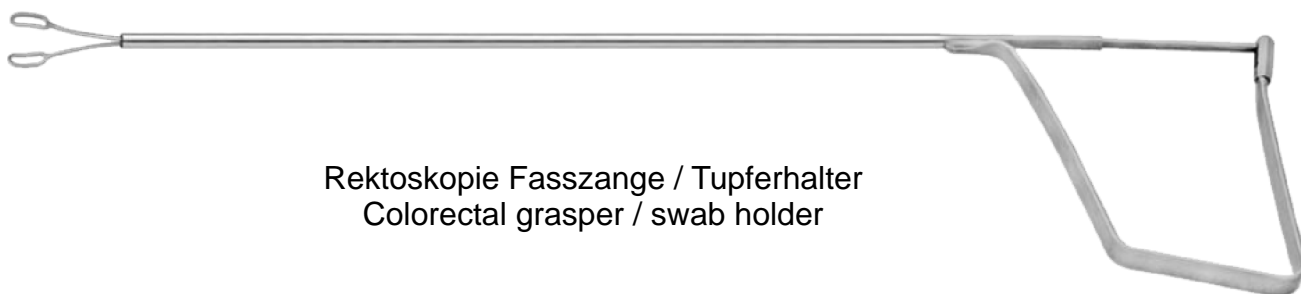 Rektoskopie Fasszange / Tupferhalter
Colorectal grasper / swab holder